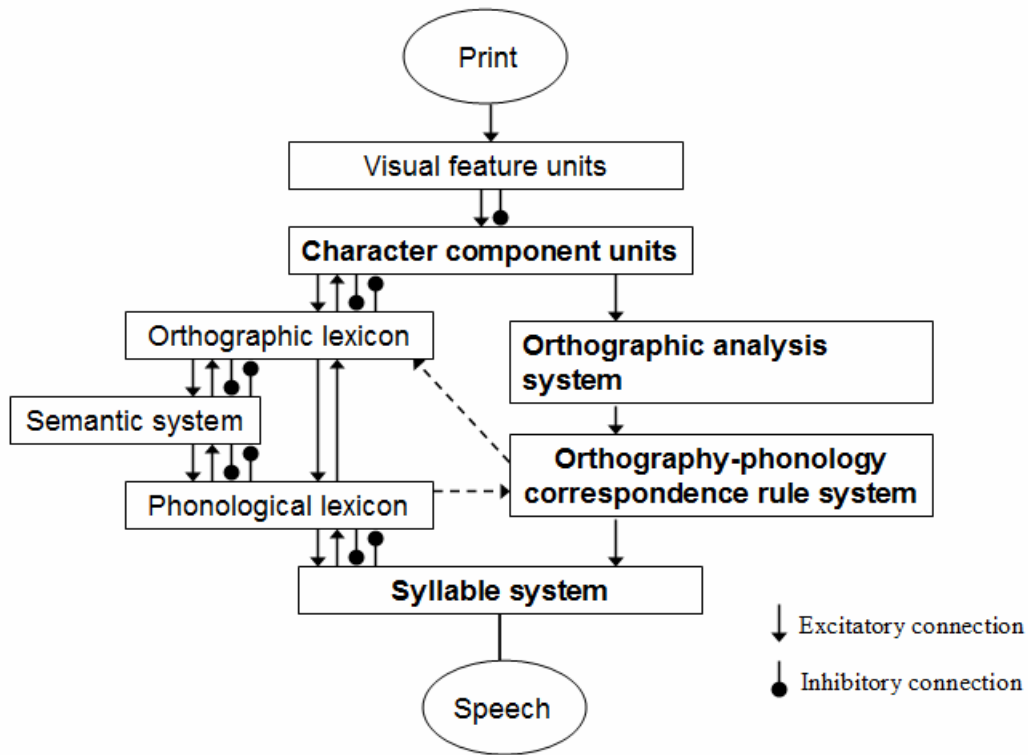 Print
Visual feature units
Character component units
Orthographic lexicon
Orthographic analysis
system
Semantic system
Orthography-phonology
correspondence rule system
Phonological lexicon
Syllable system
Excitatory connection
Inhibitory connection
Speech